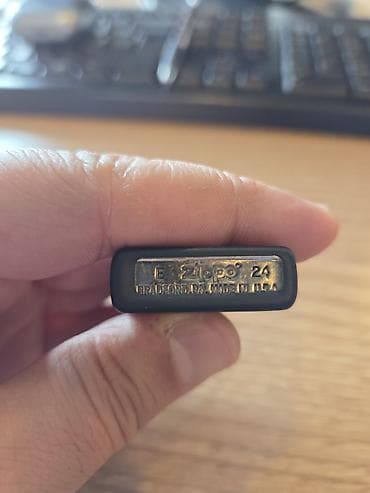 E Zippo 24
BRADFORD, PA. MADE IN U.S.A